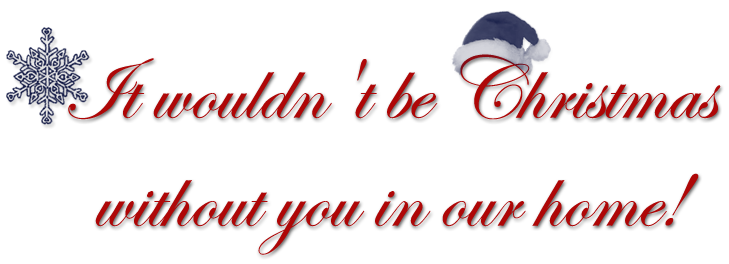 It wouldn't be Christmas
without you in our home!